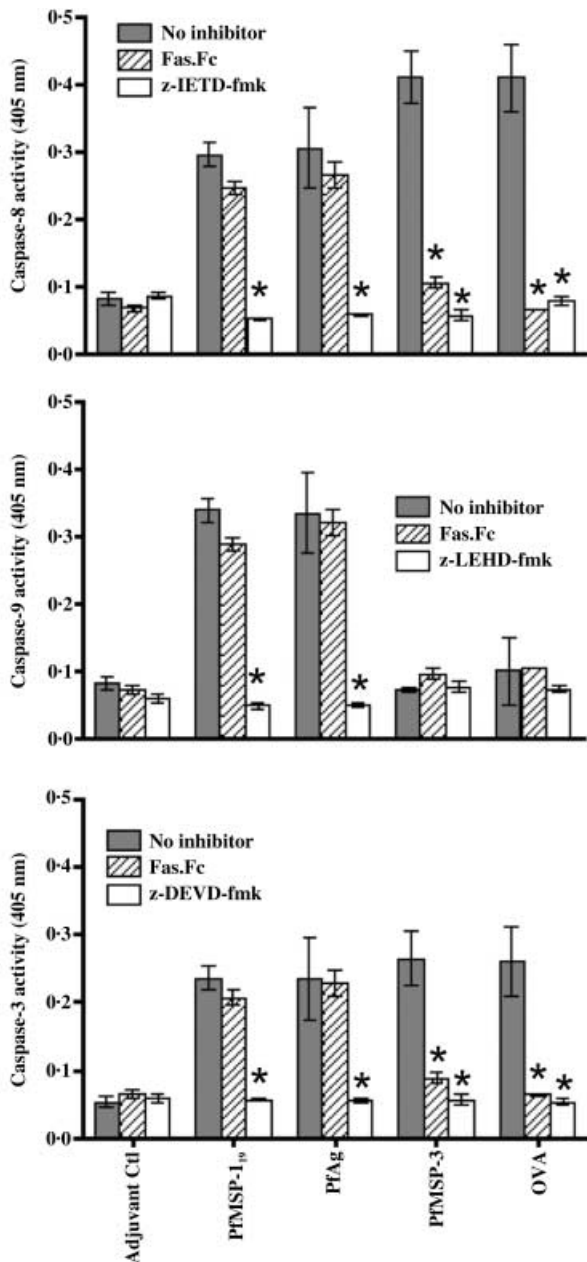 Caspase-8 activity (405 nm)
0·5
0·4
0·3
0·2
0·1
0·0
No inhibitor
Fas.Fc
z-IETD-fmk
*
*
*
*
*
*
Caspase-9 activity (405 nm)
0·5
0·4
0·3
0·2
0·1
0·0
No inhibitor
Fas.Fc
z-LEHD-fmk
*
*
Caspase-3 activity (405 nm)
0·5
0·4
0·3
0·2
0·1
0·0
No inhibitor
Fas.Fc
z-DEVD-fmk
*
*
*
*
*
*
Adjuvant Ctl
PfMSP-1₁₉
PfAg
PfMSP-3
OVA